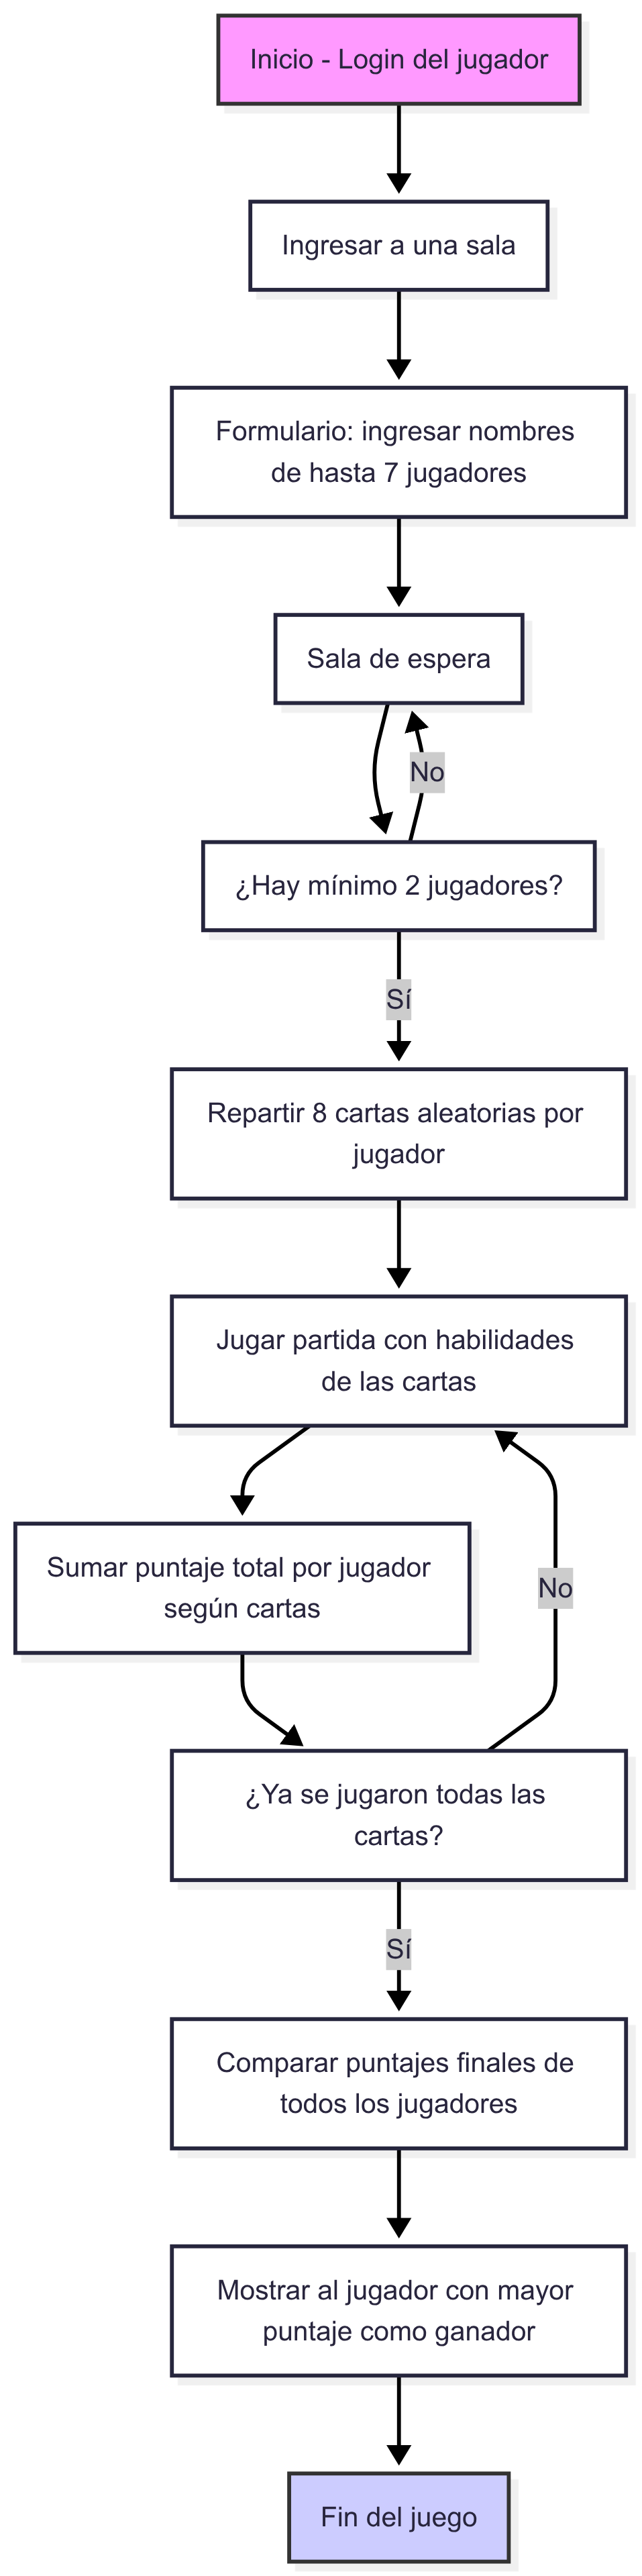 Inicio - Login del jugador
Ingresar a una sala
Formulario: ingresar nombres
de hasta 7 jugadores
Sala de espera
No
¿Hay mínimo 2 jugadores?
Sí
Repartir 8 cartas aleatorias por
jugador
Jugar partida con habilidades
de las cartas
Sumar puntaje total por jugador
según cartas
No
¿Ya se jugaron todas las
cartas?
Sí
Comparar puntajes finales de
todos los jugadores
Mostrar al jugador con mayor
puntaje como ganador
Fin del juego